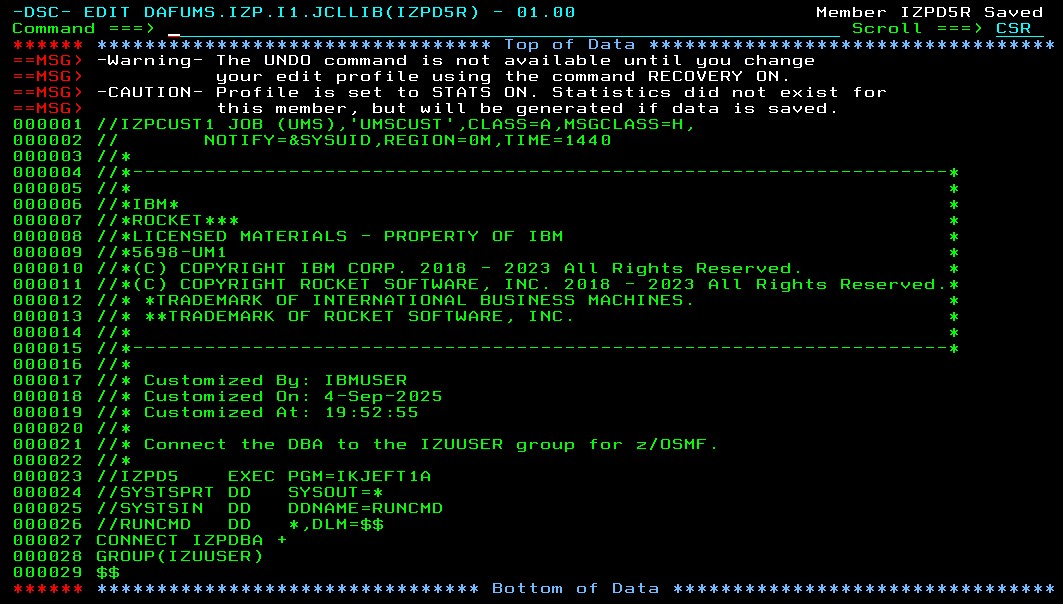 -DSC- EDIT DAFUMS.IZP.I1.JCLLIB(IZPD5R) - 01.00 Member IZPD5R Saved
Command ===> _ Scroll ===> CSR
****** ********************************* Top of Data **********************************
==MSG> -Warning- The UNDO command is not available until you change
==MSG> your edit profile using the command RECOVERY ON.
==MSG> -CAUTION- Profile is set to STATS ON. Statistics did not exist for
==MSG> this member, but will be generated if data is saved.
000001 //IZPCUST1 JOB (UMS),'UMSCUST',CLASS=A,MSGCLASS=H,
000002 // NOTIFY=&SYSUID,REGION=0M,TIME=1440
000003 //*
000004 //*--------------------------------------------------------------------*
000005 //* *
000006 //*IBM* *
000007 //*ROCKET*** *
000008 //*LICENSED MATERIALS - PROPERTY OF IBM *
000009 //*5698-UM1 *
000010 //*(C) COPYRIGHT IBM CORP. 2018 - 2023 All Rights Reserved. *
000011 //*(C) COPYRIGHT ROCKET SOFTWARE, INC. 2018 - 2023 All Rights Reserved.*
000012 //* *TRADEMARK OF INTERNATIONAL BUSINESS MACHINES. *
000013 //* **TRADEMARK OF ROCKET SOFTWARE, INC. *
000014 //* *
000015 //*--------------------------------------------------------------------*
000016 //*
000017 //* Customized By: IBMUSER
000018 //* Customized On: 4-Sep-2025
000019 //* Customized At: 19:52:55
000020 //*
000021 //* Connect the DBA to the IZUUSER group for z/OSMF.
000022 //*
000023 //IZPD5 EXEC PGM=IKJEFT1A
000024 //SYSTSPRT DD SYSOUT=*
000025 //SYSTSIN DD DDNAME=RUNCMD
000026 //RUNCMD DD *,DLM=$$
000027 CONNECT IZPDBA +
000028 GROUP(IZUUSER)
000029 $$
****** ******************************** Bottom of Data ********************************